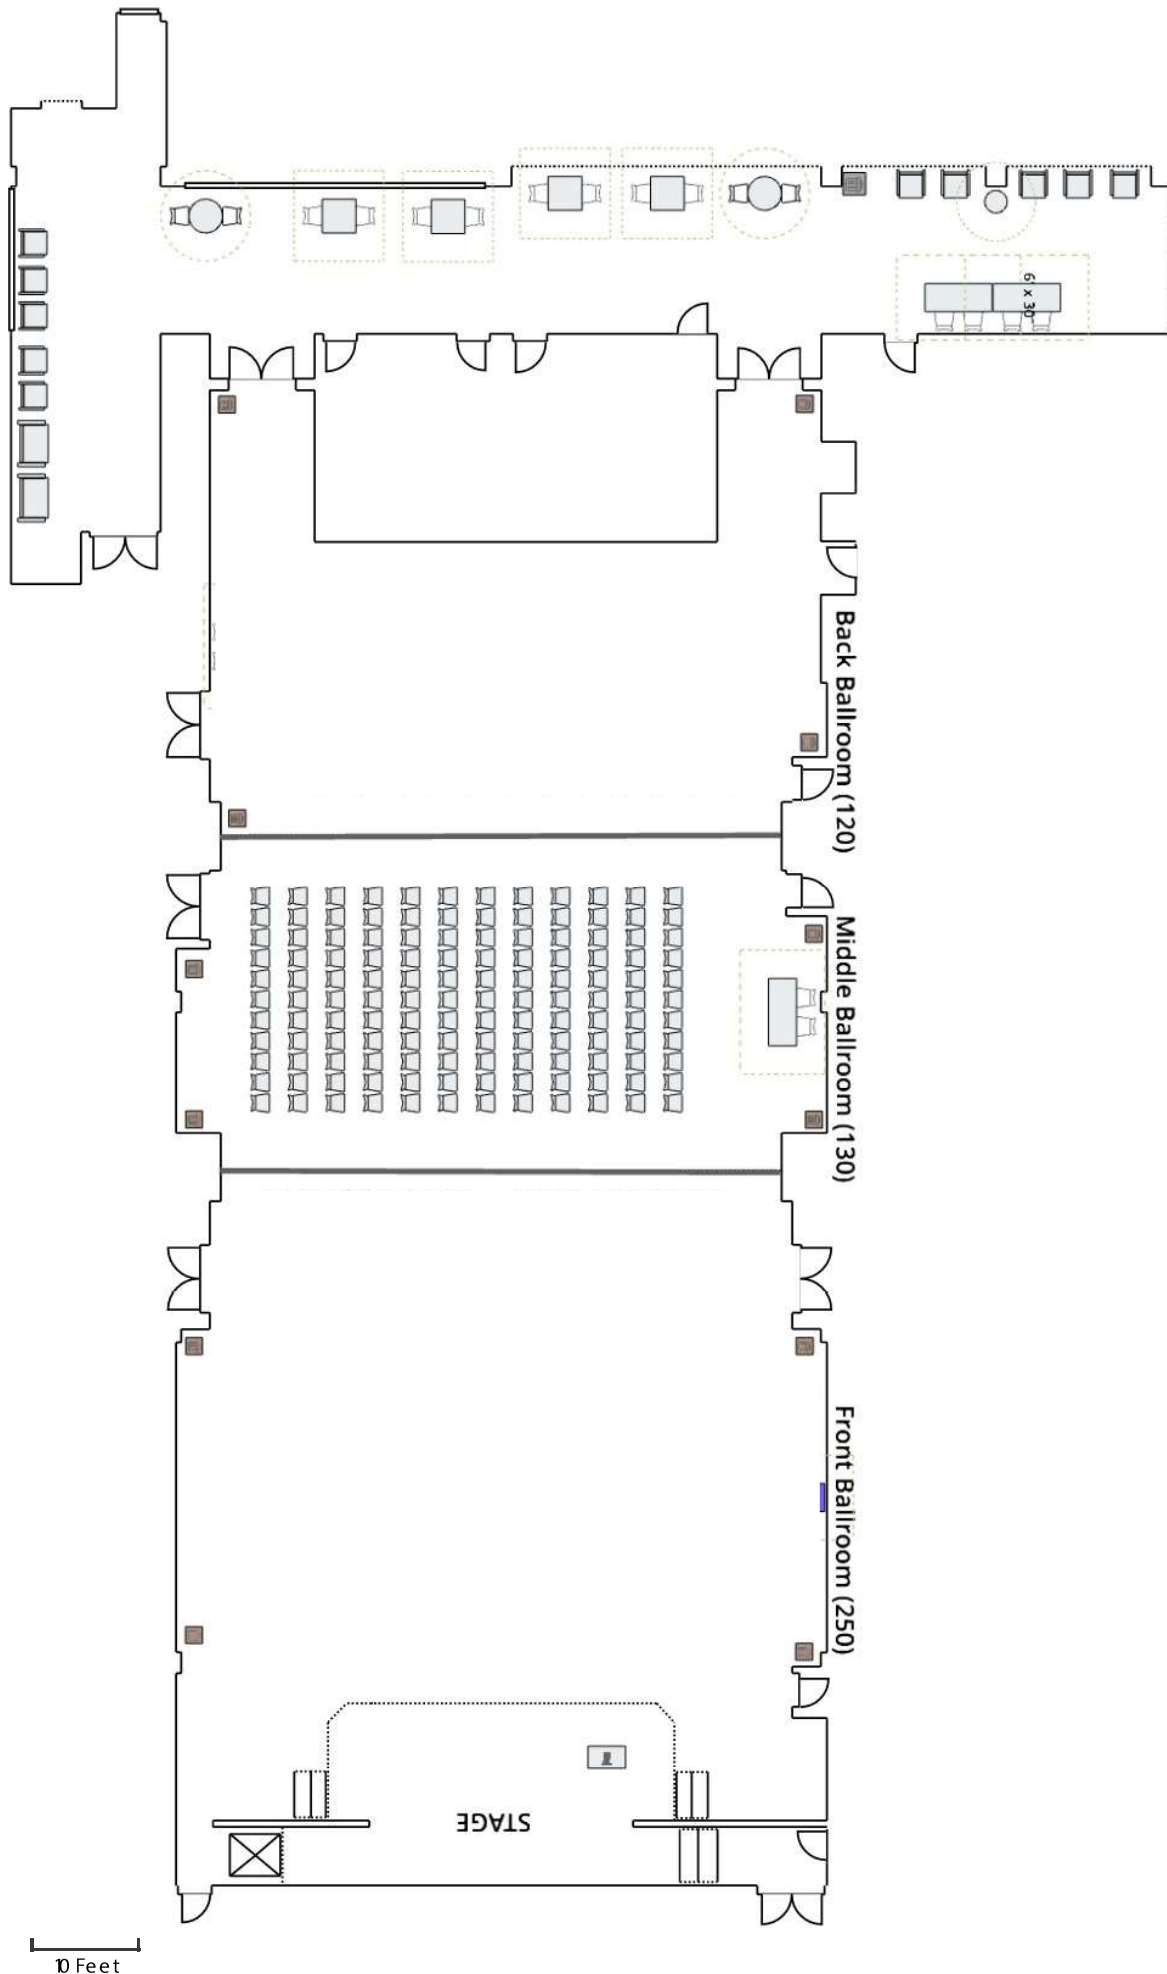 6' x 30"
Back Ballroom (120)
Middle Ballroom (130)
Front Ballroom (250)
STAGE
10 Feet